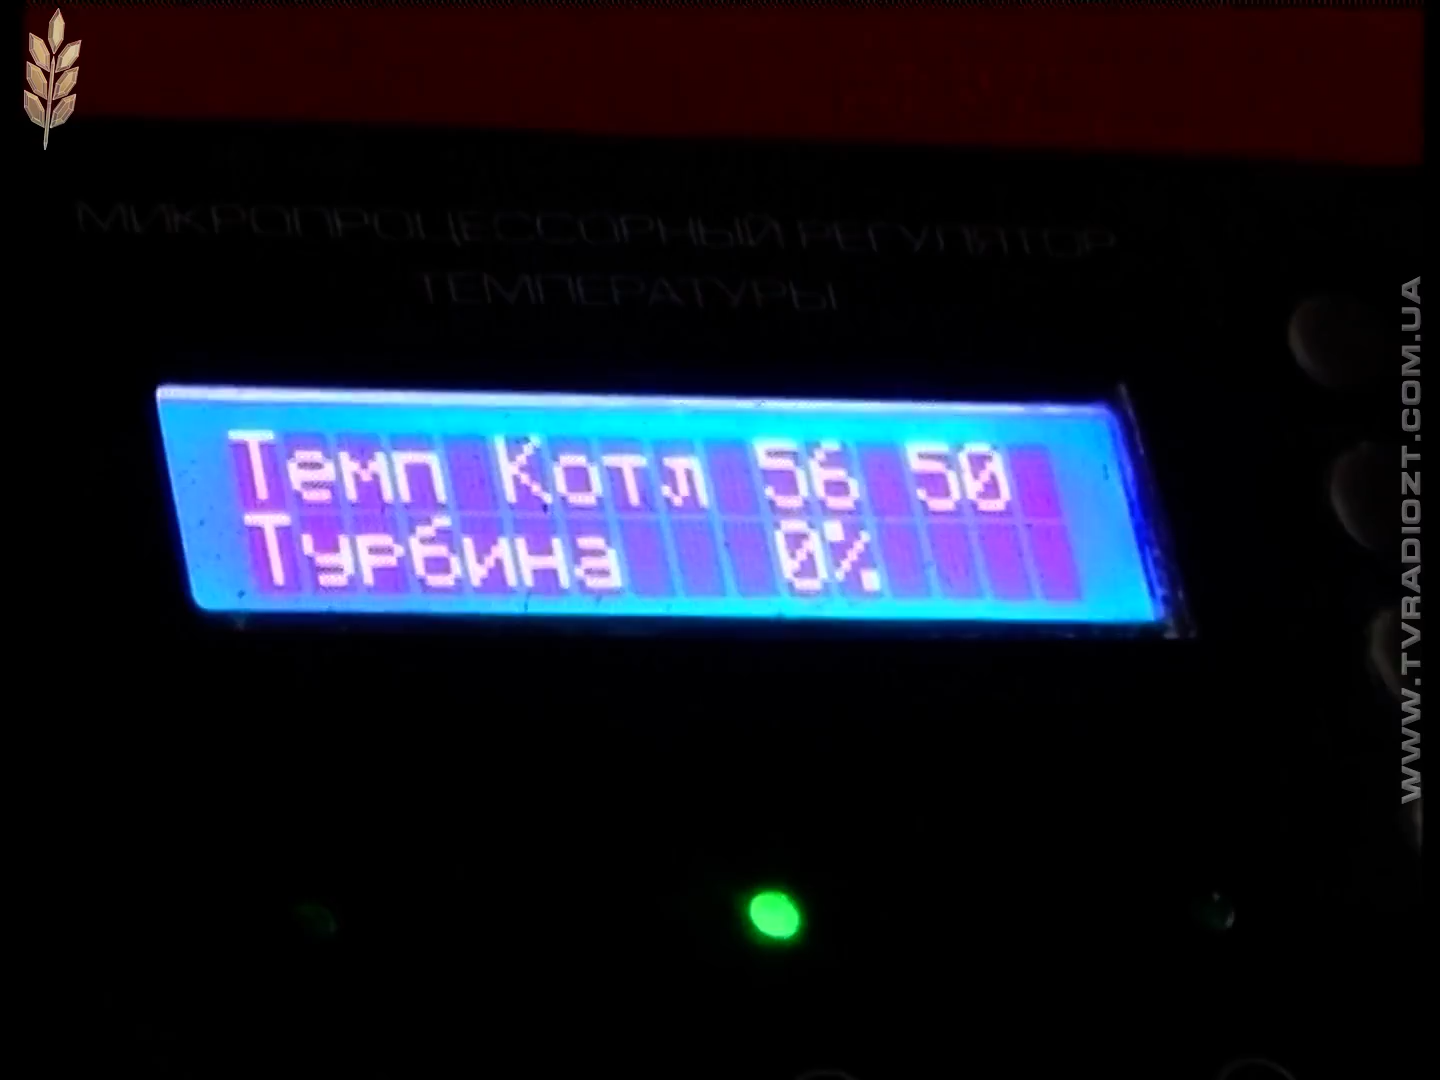 МИКРОПРОЦЕССОРНЫЙ РЕГУЛЯТОР
ТЕМПЕРАТУРЫ
Темп Котл 56 50
Турбина 0%
WWW.TVRADIOZT.COM.UA